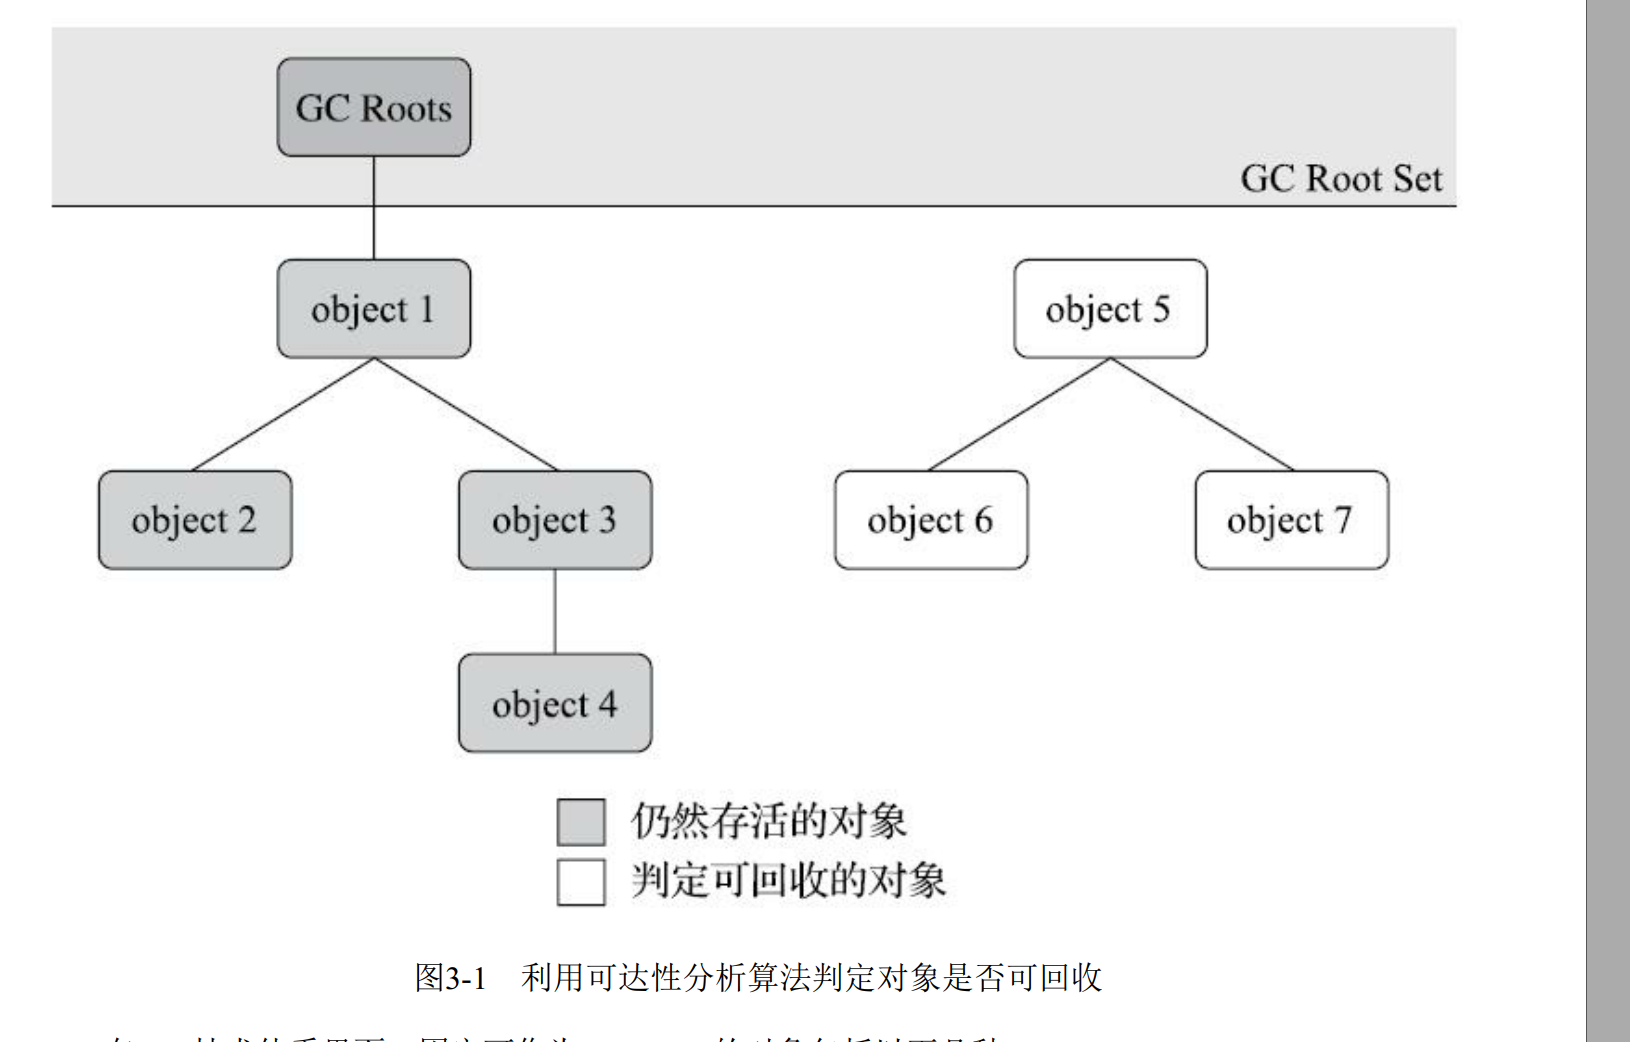 GC Roots
GC Root Set
object 1
object 5
object 2
object 3
object 6
object 7
object 4
仍然存活的对象
判定可回收的对象
图3-1 利用可达性分析算法判定对象是否可回收